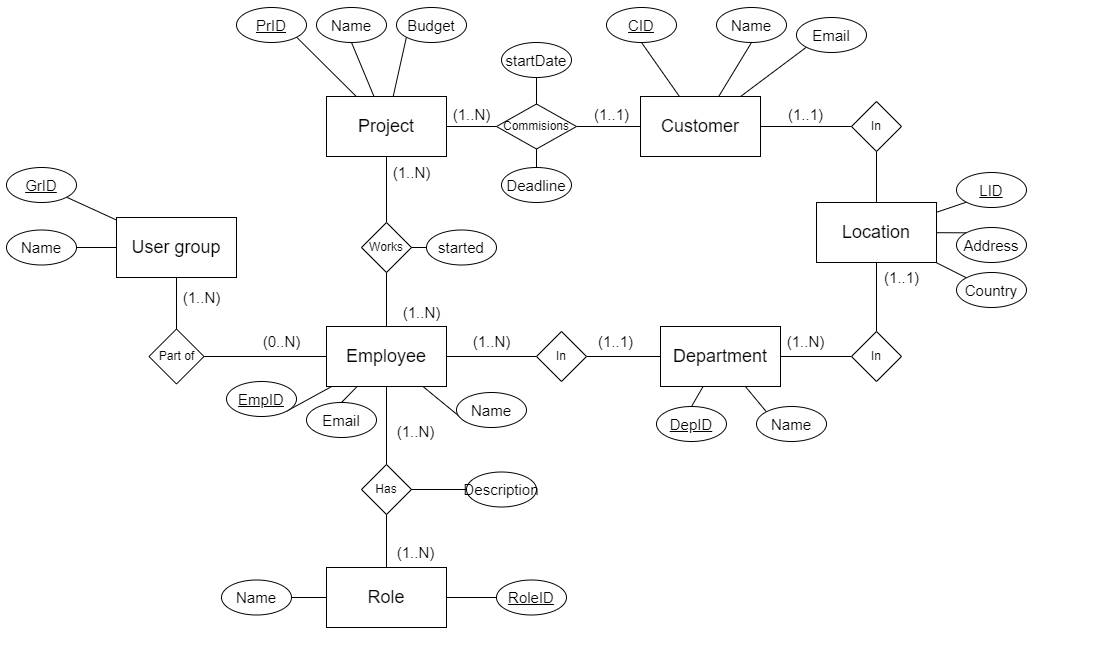 PrID
Name
Budget
CID
Name
Email
startDate
Project
(1..N)
Commisions
(1..1)
Customer
(1..1)
In
(1..N)
Deadline
GrID
LID
Name
User group
Works
started
Location
Address
(1..1)
Country
(1..N)
(1..N)
Part of
(0..N)
Employee
(1..N)
In
(1..1)
Department
(1..N)
In
EmpID
Email
Name
DepID
Name
(1..N)
Has
Description
(1..N)
Name
Role
RoleID